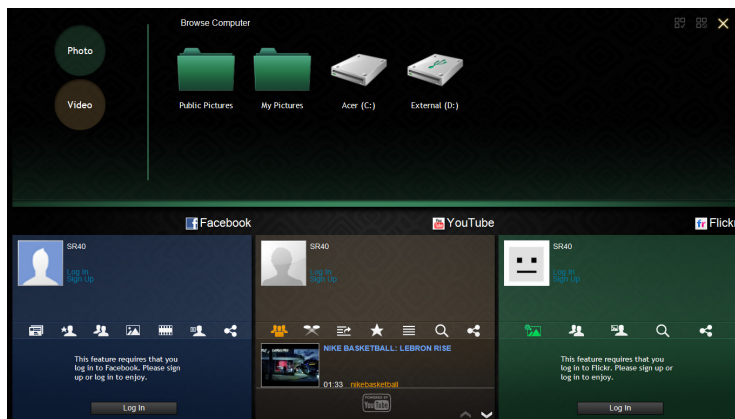 Browse Computer
Photo
Video
Public Pictures
My Pictures
Acer (C:)
External (D:)
Facebook
YouTube
Flickr
SR40
Log In
Sign Up
This feature requires that you
log in to Facebook. Please sign
up or log in to enjoy.
Log In
SR40
Log In
Sign Up
NIKE BASKETBALL: LEBRON RISE
01:33 nikebasketball
POWERED BY
YouTube
SR40
Log In
Sign Up
This feature requires that you
log in to Flickr. Please sign up or
log in to enjoy.
Log In